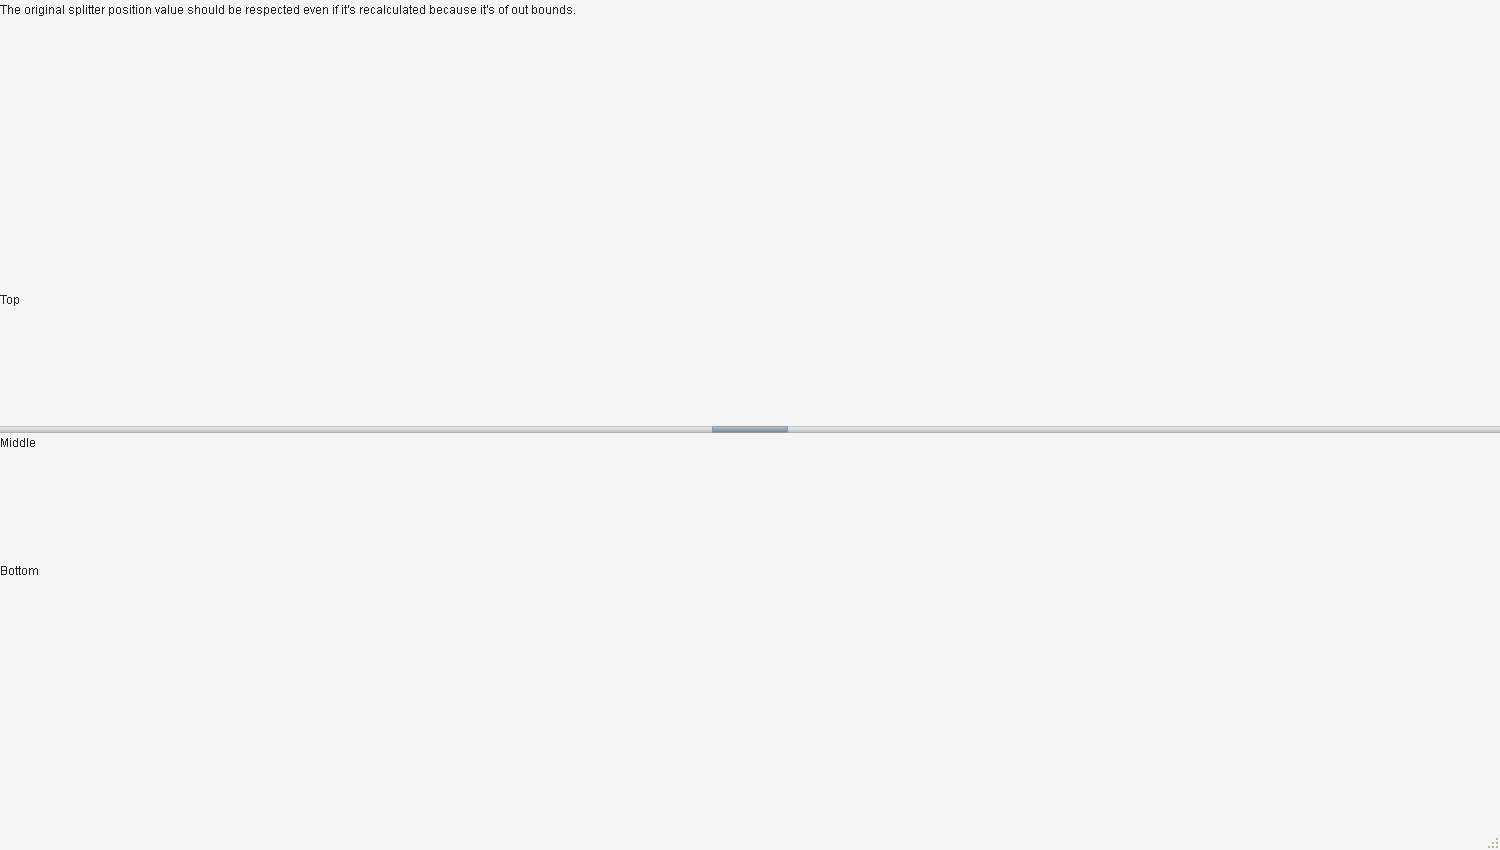 The original splitter position value should be respected even if it's recalculated because it's of out bounds.
Top
Middle
Bottom